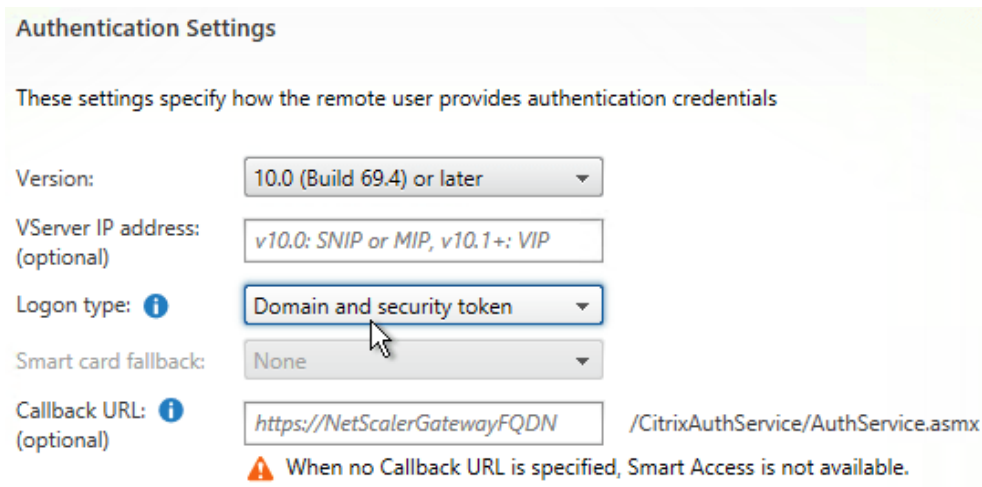 Authentication Settings
These settings specify how the remote user provides authentication credentials
Version:
10.0 (Build 69.4) or later
VServer IP address:
(optional)
v10.0: SNIP or MIP, v10.1+: VIP
Logon type:
Domain and security token
Smart card fallback:
None
Callback URL:
(optional)
https://NetScalerGatewayFQDN
/CitrixAuthService/AuthService.asmx
When no Callback URL is specified, Smart Access is not available.